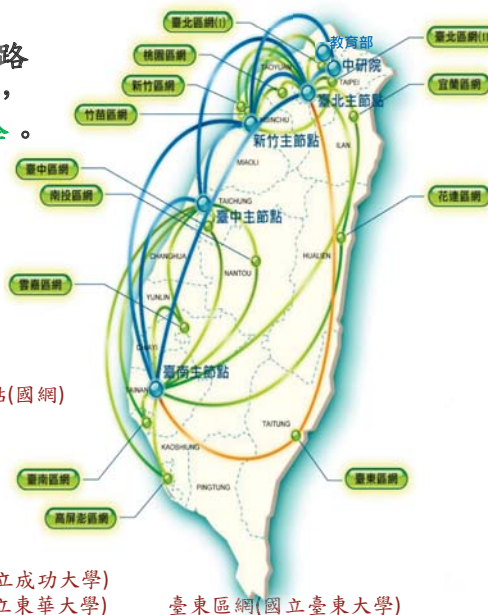 路
，
全。
臺北區網(I)
教育部
臺北區網(II)
桃園區網
TAOYUAN
中研院
新竹區網
TAIPEI
臺北主節點
宜蘭區網
竹苗區網
HSINCHU
新竹主節點
ILAN
MIAOLI
臺中區網
南投區網
TAICHUNG
花蓮區網
臺中主節點
CHANGHUA
HUALIEN
NANTOU
雲嘉區網
YUNLIN
CHIAYI
臺南主節點
TAINAN
點(國網)
TAITUNG
KAOSHIUNG
臺南區網
臺東區網
PINGTUNG
高屏澎區網
立成功大學)
立東華大學)
臺東區網(國立臺東大學)